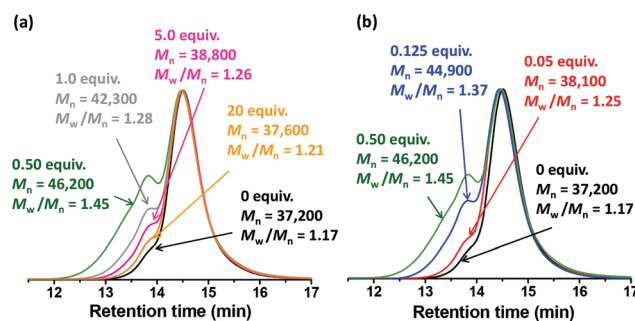 (a)
5.0 equiv.
Mn = 38,800
Mw/Mn = 1.26
1.0 equiv.
Mn = 42,300
Mw/Mn = 1.28
20 equiv.
Mn = 37,600
Mw/Mn = 1.21
0.50 equiv.
Mn = 46,200
Mw/Mn = 1.45
0 equiv.
Mn = 37,200
Mw/Mn = 1.17
12 13 14 15 16 17
Retention time (min)
(b)
0.125 equiv.
Mn = 44,900
Mw/Mn = 1.37
0.05 equiv.
Mn = 38,100
Mw/Mn = 1.25
0.50 equiv.
Mn = 46,200
Mw/Mn = 1.45
0 equiv.
Mn = 37,200
Mw/Mn = 1.17
12 13 14 15 16 17
Retention time (min)